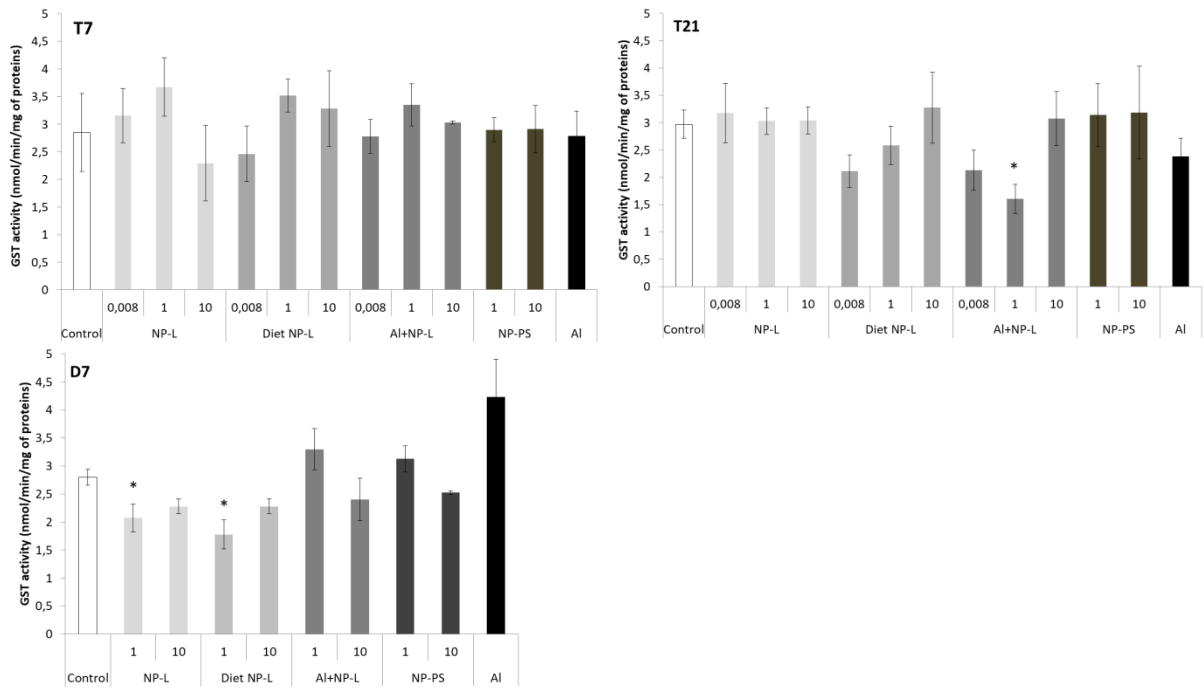 T7
GST activity (nmol/min/mg of proteins)
5
4,5
4
3,5
3
2,5
2
1,5
1
0,5
0
0,008 1 10 0,008 1 10 0,008 1 10 1 10
Control NP-L Diet NP-L Al+NP-L NP-PS Al
T21
GST activity (nmol/min/mg of proteins)
5
4,5
4
3,5
3
2,5
2
1,5
1
0,5
0
*
0,008 1 10 0,008 1 10 0,008 1 10 1 10
Control NP-L Diet NP-L Al+NP-L NP-PS Al
D7
GST activity (nmol/min/mg of proteins)
5
4,5
4
3,5
3
2,5
2
1,5
1
0,5
0
* *
1 10 1 10 1 10 1 10
Control NP-L Diet NP-L Al+NP-L NP-PS Al